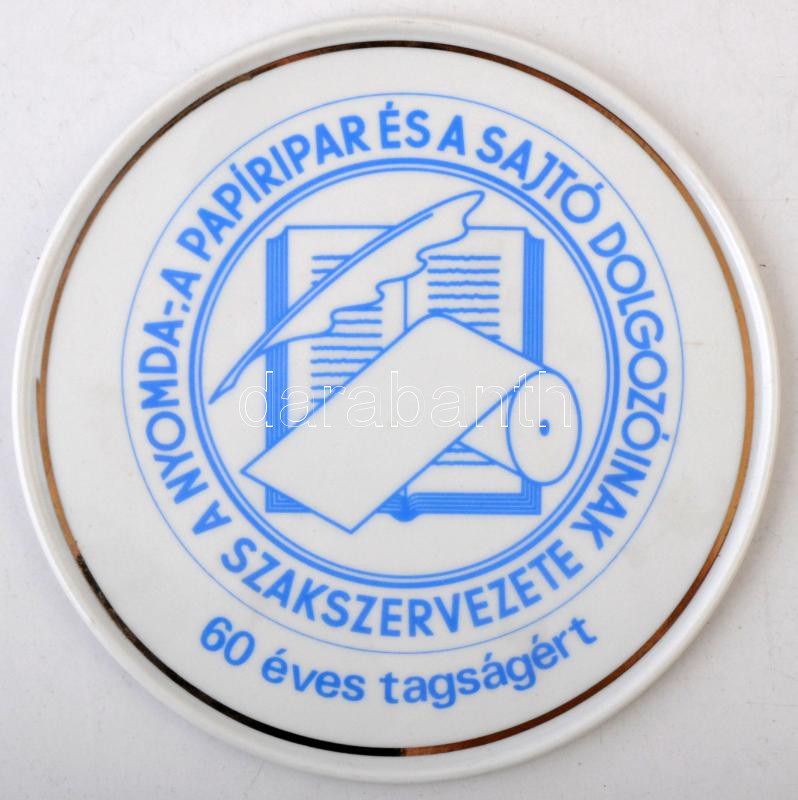 A NYOMDA-, A PAPÍRIPAR ÉS A SAJTÓ DOLGOZÓINAK SZAKSZERVEZETE
60 éves tagságért
darabanth